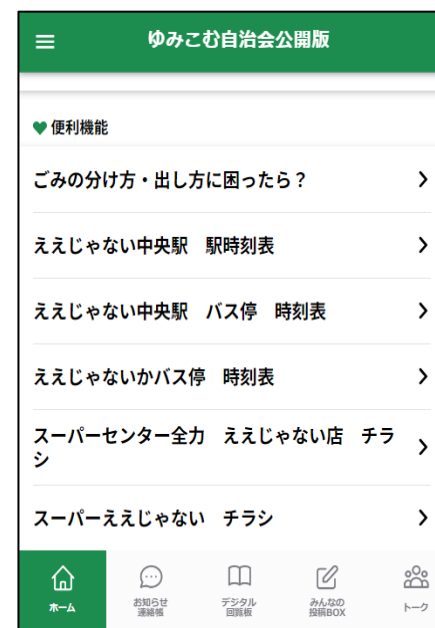 ゆみこむ自治会公開版
便利機能
ごみの分け方・出し方に困ったら？
ええじゃない中央駅　駅時刻表
ええじゃない中央駅　バス停　時刻表
ええじゃないかバス停　時刻表
スーパーセンター全力　ええじゃない店　チラ
シ
スーパーええじゃない　チラシ
ホーム
お知らせ
連絡帳
デジタル
回覧板
みんなの
投稿BOX
トーク